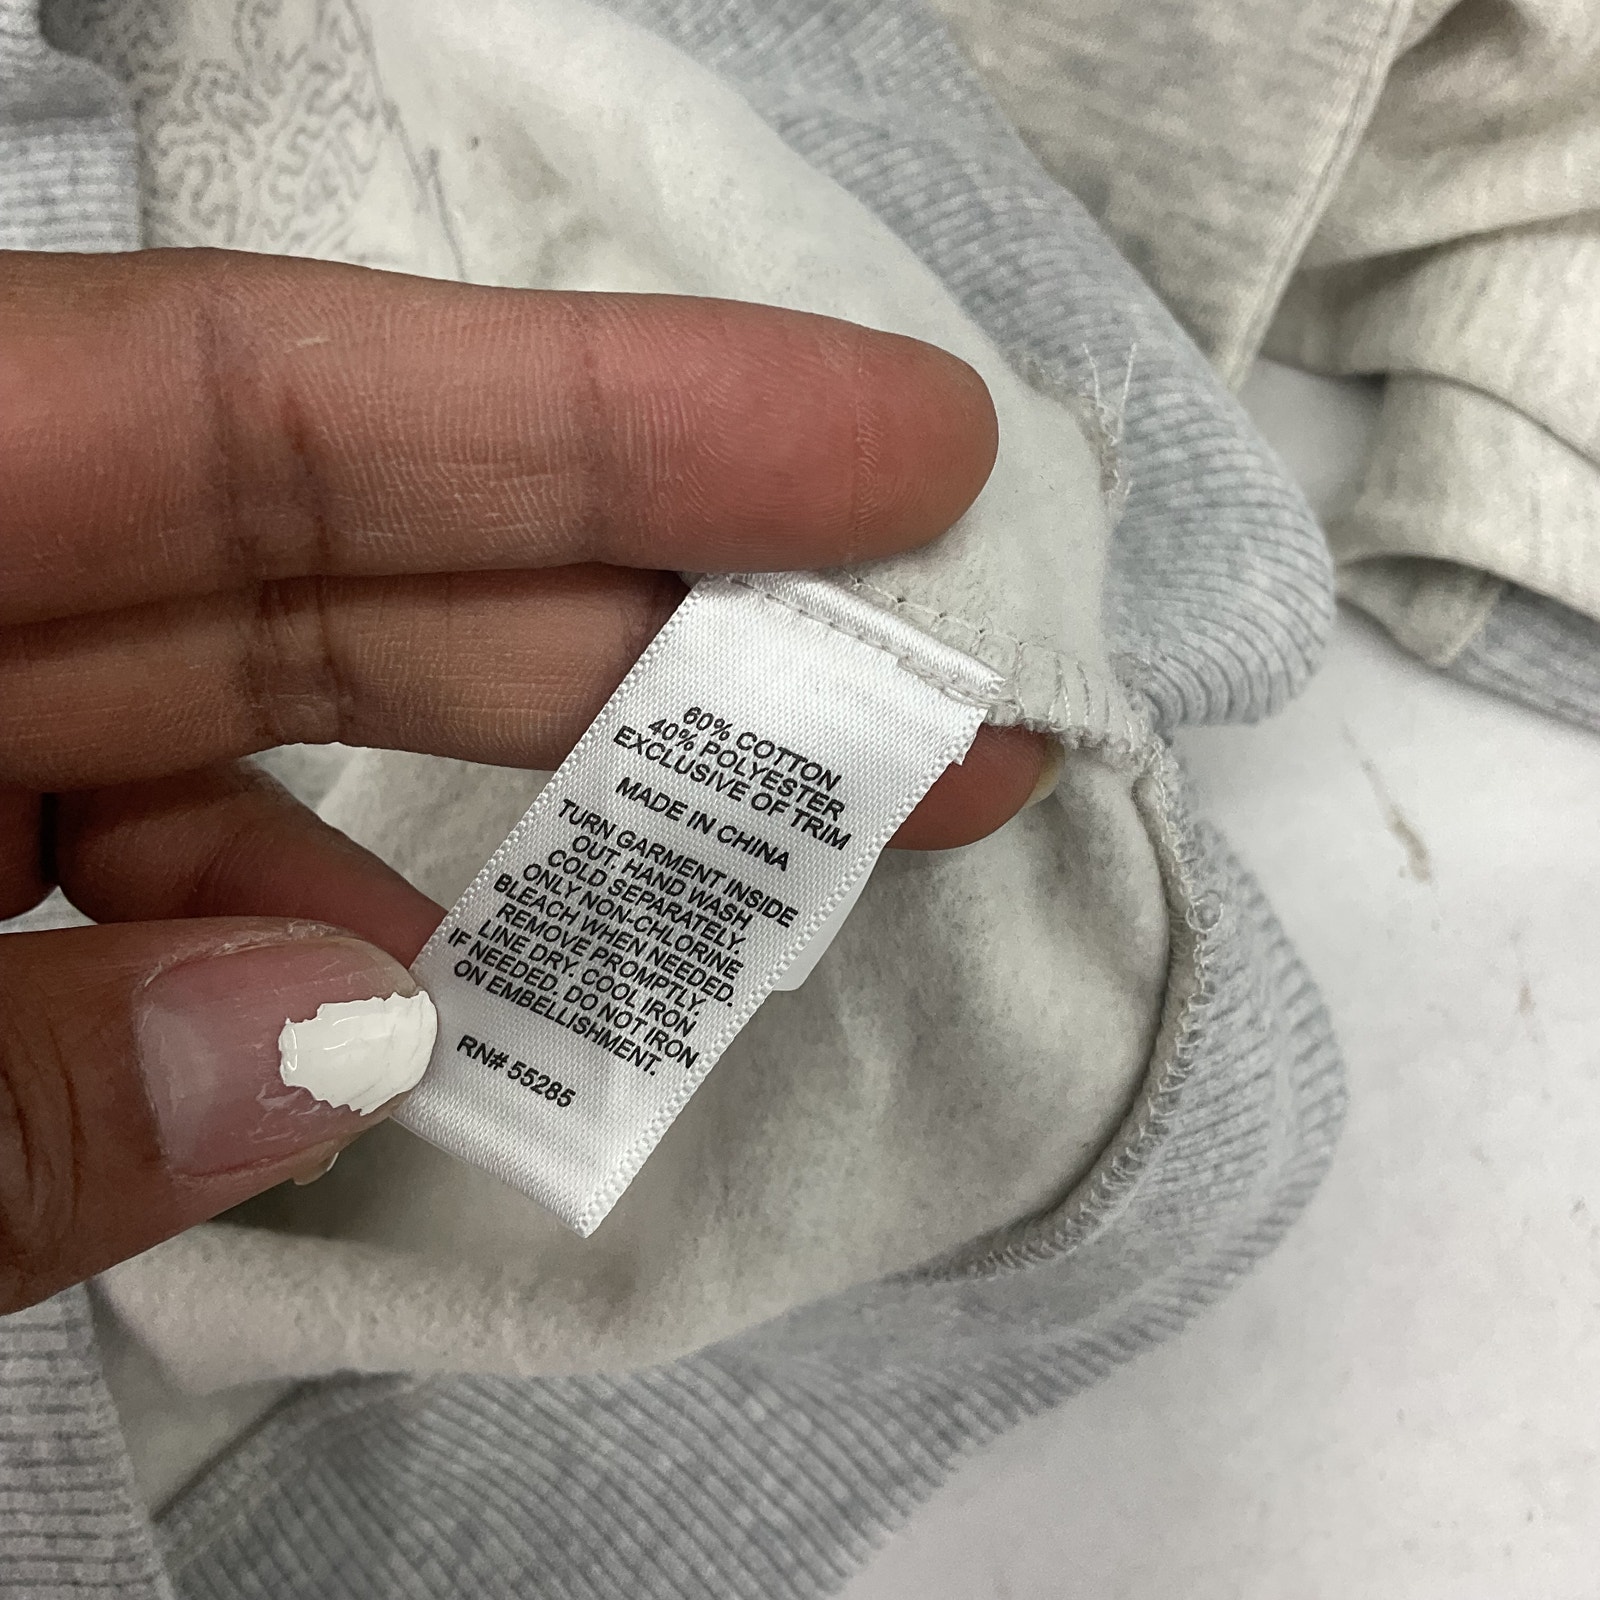 60% COTTON
40% POLYESTER
EXCLUSIVE OF TRIM
MADE IN CHINA
TURN GARMENT INSIDE
OUT. HAND WASH
COLD SEPARATELY.
ONLY NON-CHLORINE
BLEACH WHEN NEEDED.
REMOVE PROMPTLY.
LINE DRY. COOL IRON
IF NEEDED. DO NOT IRON
ON EMBELLISHMENT.
RN# 55285